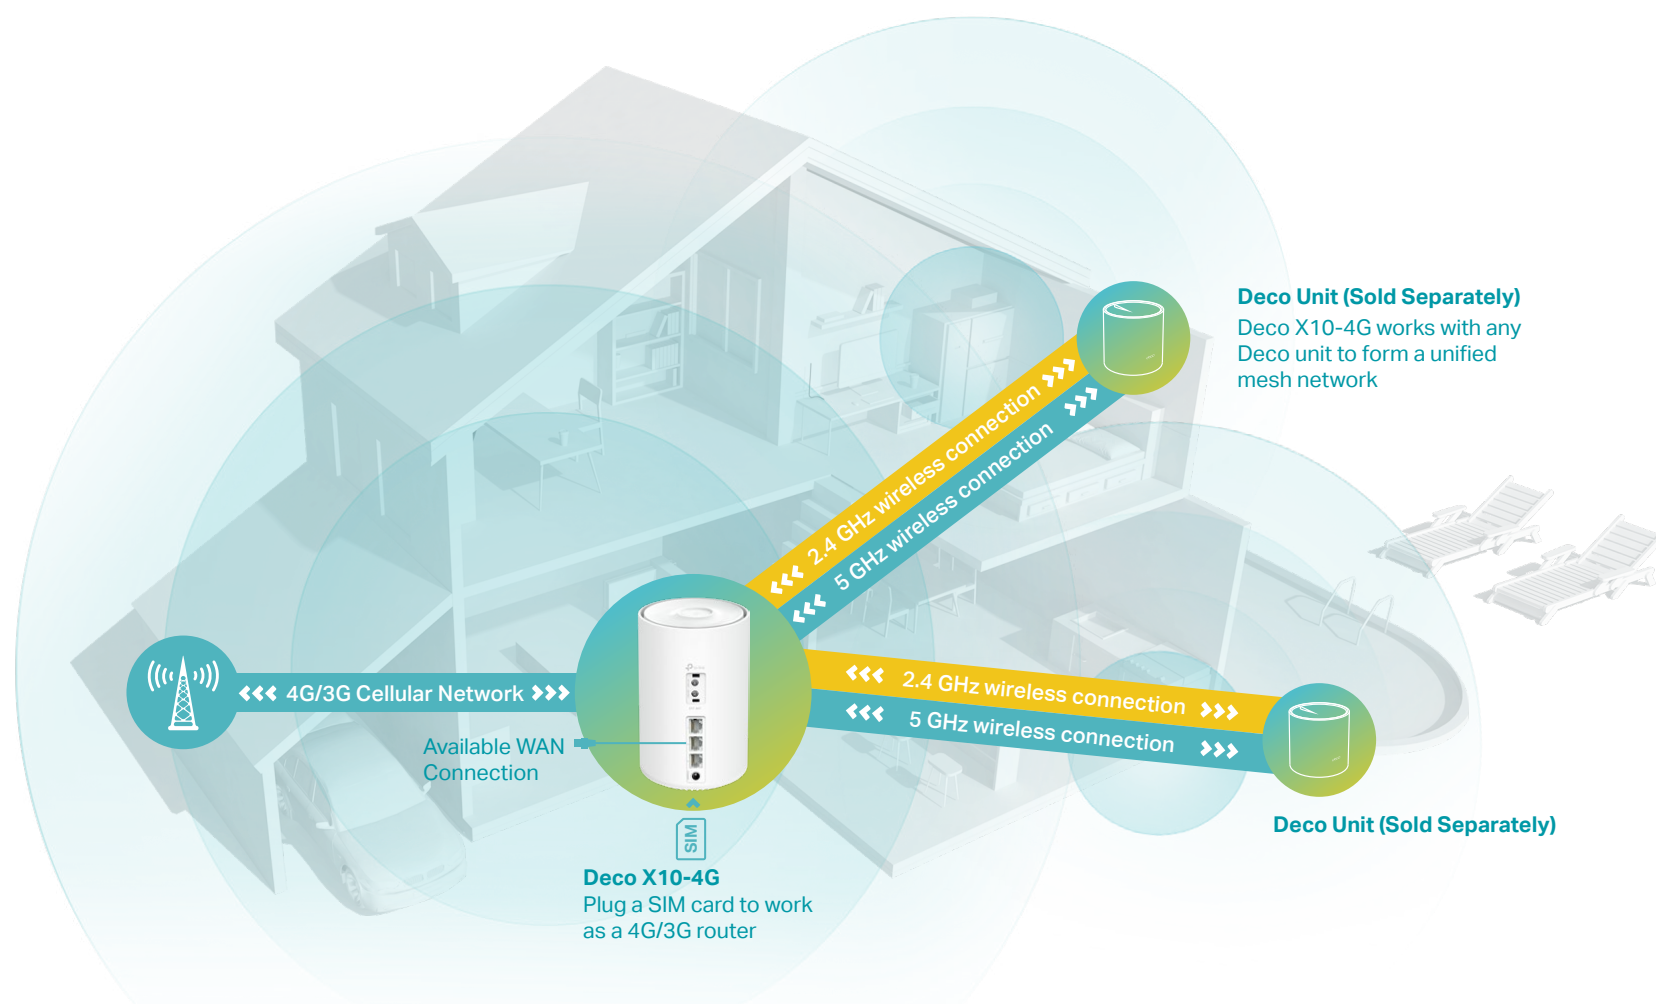 Deco Unit (Sold Separately)
Deco X10-4G works with any
Deco unit to form a unified
mesh network
2.4 GHz wireless connection
5 GHz wireless connection
4G/3G Cellular Network
2.4 GHz wireless connection
5 GHz wireless connection
Available WAN
Connection
SIM
Deco Unit (Sold Separately)
Deco X10-4G
Plug a SIM card to work
as a 4G/3G router